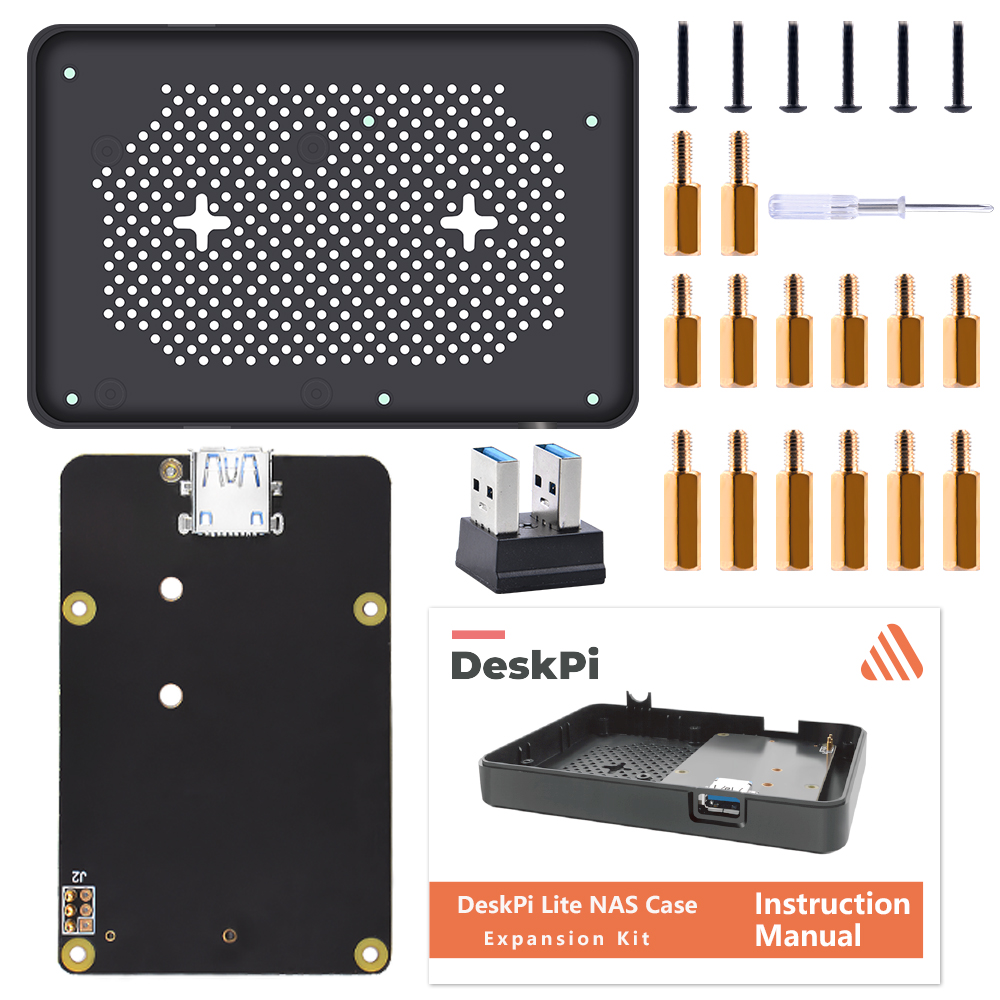 J2
DeskPi
DeskPi Lite NAS Case
Expansion Kit
Instruction
Manual